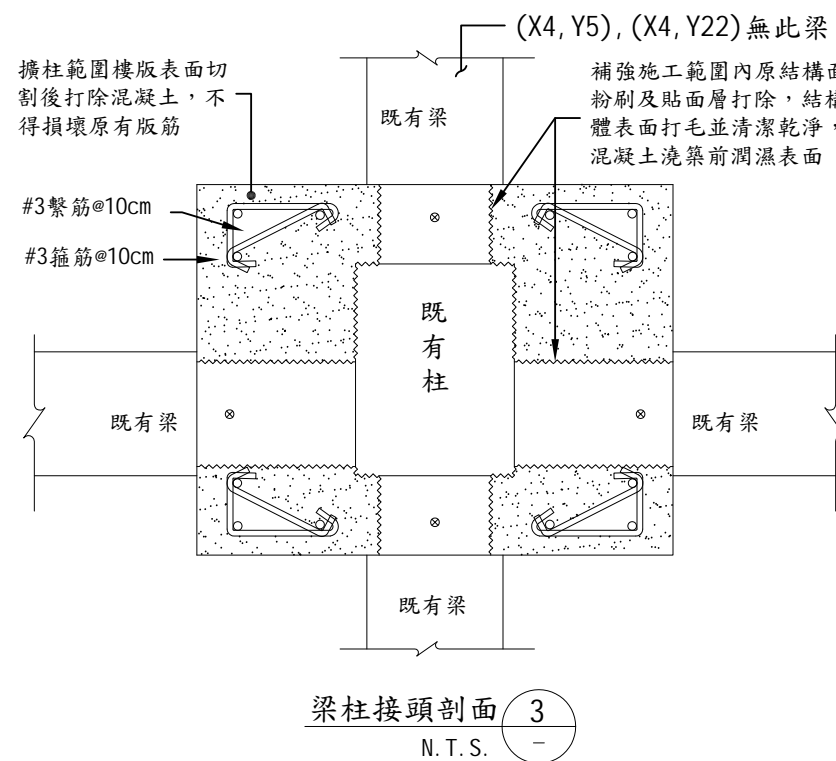 (X4, Y5), (X4, Y22)無此梁
擴柱範圍樓版表面切
割後打除混凝土，不
得損壞原有版筋
補強施工範圍內原結構面
粉刷及貼面層打除，結構
體表面打毛並清潔乾淨，
混凝土澆築前潤濕表面
既有梁
#3繫筋@10cm
#3箍筋@10cm
既
有
柱
既有梁
既有梁
既有梁
梁柱接頭剖面 3
N.T.S. -